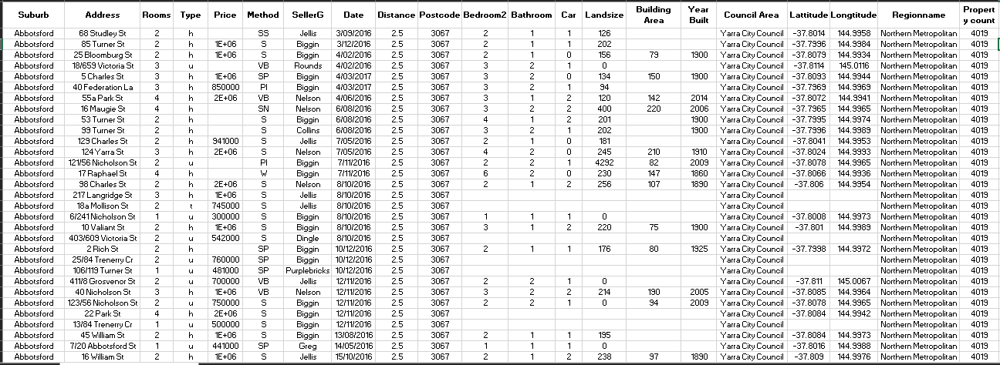 Suburb Address Rooms Type Price Method SellerG Date Distance Postcode Bedroom2 Bathroom Car Landsize Building Area Year Built Council Area Lattitude Longtitude Regionname Propert y count
Abbotsford 68 Studley St 2 h SS Jellis 3/09/2016 2.5 3067 2 1 1 126 Yarra City Council -37.8014 144.9958 Northern Metropolitan 4019
Abbotsford 85 Turner St 2 h 1E+06 S Biggin 3/12/2016 2.5 3067 2 1 1 202 Yarra City Council -37.7996 144.9984 Northern Metropolitan 4019
Abbotsford 25 Bloomburg St 2 h 1E+06 S Biggin 4/02/2016 2.5 3067 2 1 0 156 79 1900 Yarra City Council -37.8079 144.9934 Northern Metropolitan 4019
Abbotsford 18/659 Victoria St 3 u VB Rounds 4/02/2016 2.5 3067 3 2 1 0 Yarra City Council -37.8114 145.0116 Northern Metropolitan 4019
Abbotsford 5 Charles St 3 h 1E+06 SP Biggin 4/03/2017 2.5 3067 3 2 0 134 150 1900 Yarra City Council -37.8093 144.9944 Northern Metropolitan 4019
Abbotsford 40 Federation La 3 h 850000 PI Biggin 4/03/2017 2.5 3067 3 2 1 94 Yarra City Council -37.7969 144.9969 Northern Metropolitan 4019
Abbotsford 55a Park St 4 h 2E+06 VB Nelson 4/06/2016 2.5 3067 3 1 2 120 142 2014 Yarra City Council -37.8072 144.9941 Northern Metropolitan 4019
Abbotsford 16 Maugie St 4 h SN Nelson 6/08/2016 2.5 3067 3 2 2 400 220 2006 Yarra City Council -37.7965 144.9965 Northern Metropolitan 4019
Abbotsford 53 Turner St 2 h S Biggin 6/08/2016 2.5 3067 4 1 2 201 1900 Yarra City Council -37.7995 144.9974 Northern Metropolitan 4019
Abbotsford 99 Turner St 2 h S Collins 6/08/2016 2.5 3067 3 2 1 202 1900 Yarra City Council -37.7996 144.9989 Northern Metropolitan 4019
Abbotsford 129 Charles St 2 h 941000 S Jellis 7/05/2016 2.5 3067 2 1 0 181 Yarra City Council -37.8041 144.9953 Northern Metropolitan 4019
Abbotsford 124 Yarra St 3 h 2E+06 S Nelson 7/05/2016 2.5 3067 4 2 0 245 210 1910 Yarra City Council -37.8024 144.9993 Northern Metropolitan 4019
Abbotsford 121/56 Nicholson St 2 u PI Biggin 7/11/2016 2.5 3067 2 2 1 4292 82 2009 Yarra City Council -37.8078 144.9965 Northern Metropolitan 4019
Abbotsford 17 Raphael St 4 h W Biggin 7/11/2016 2.5 3067 6 2 0 230 147 1860 Yarra City Council -37.8066 144.9936 Northern Metropolitan 4019
Abbotsford 98 Charles St 2 h 2E+06 S Nelson 8/10/2016 2.5 3067 2 1 2 256 107 1890 Yarra City Council -37.806 144.9954 Northern Metropolitan 4019
Abbotsford 217 Langridge St 3 h 1E+06 S Jellis 8/10/2016 2.5 3067 Yarra City Council Northern Metropolitan 4019
Abbotsford 18a Mollison St 2 t 745000 S Jellis 8/10/2016 2.5 3067 Yarra City Council Northern Metropolitan 4019
Abbotsford 6/241 Nicholson St 1 u 300000 S Biggin 8/10/2016 2.5 3067 1 1 1 0 Yarra City Council -37.8008 144.9973 Northern Metropolitan 4019
Abbotsford 10 Valiant St 2 h 1E+06 S Biggin 8/10/2016 2.5 3067 3 1 2 220 75 1900 Yarra City Council -37.801 144.9989 Northern Metropolitan 4019
Abbotsford 403/609 Victoria St 2 u 542000 S Dingle 8/10/2016 2.5 3067 Yarra City Council Northern Metropolitan 4019
Abbotsford 2 Rich St 2 h SP Biggin 10/12/2016 2.5 3067 2 1 1 176 80 1925 Yarra City Council -37.7998 144.9972 Northern Metropolitan 4019
Abbotsford 25/84 Trenerry Cr 2 u 760000 SP Biggin 10/12/2016 2.5 3067 Yarra City Council Northern Metropolitan 4019
Abbotsford 106/119 Turner St 1 u 481000 SP Purplebricks 10/12/2016 2.5 3067 Yarra City Council Northern Metropolitan 4019
Abbotsford 411/8 Grosvenor St 2 u 700000 VB Jellis 12/11/2016 2.5 3067 2 2 1 0 Yarra City Council -37.811 145.0067 Northern Metropolitan 4019
Abbotsford 40 Nicholson St 3 h 1E+06 VB Nelson 12/11/2016 2.5 3067 3 2 2 214 190 2005 Yarra City Council -37.8085 144.9964 Northern Metropolitan 4019
Abbotsford 123/56 Nicholson St 2 u 750000 S Biggin 12/11/2016 2.5 3067 2 2 1 0 94 2009 Yarra City Council -37.8078 144.9965 Northern Metropolitan 4019
Abbotsford 22 Park St 4 h 2E+06 S Biggin 12/11/2016 2.5 3067 Yarra City Council -37.8084 144.9942 Northern Metropolitan 4019
Abbotsford 13/84 Trenerry Cr 1 u 500000 S Biggin 12/11/2016 2.5 3067 Yarra City Council Northern Metropolitan 4019
Abbotsford 45 William St 2 h 1E+06 S Biggin 13/08/2016 2.5 3067 2 1 1 195 Yarra City Council -37.8084 144.9973 Northern Metropolitan 4019
Abbotsford 7/20 Abbotsford St 1 u 441000 SP Greg 14/05/2016 2.5 3067 1 1 1 0 Yarra City Council -37.8016 144.9988 Northern Metropolitan 4019
Abbotsford 16 William St 2 h 1E+06 S Jellis 15/10/2016 2.5 3067 2 1 2 238 97 1890 Yarra City Council -37.809 144.9976 Northern Metropolitan 4019